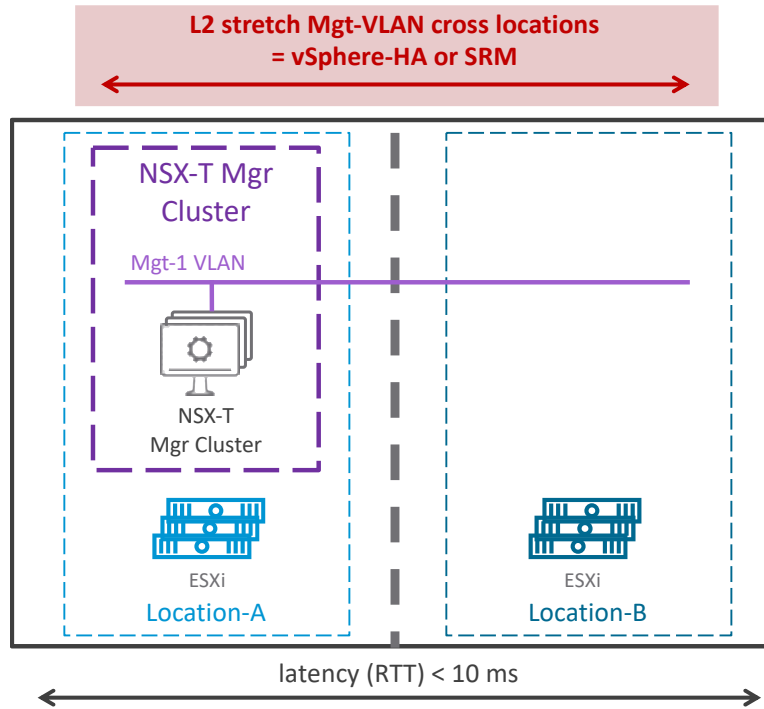 L2 stretch Mgt-VLAN cross locations
= vSphere-HA or SRM
NSX-T Mgr
Cluster
Mgt-1 VLAN
NSX-T
Mgr Cluster
ESXi
Location-A
ESXi
Location-B
latency (RTT) < 10 ms